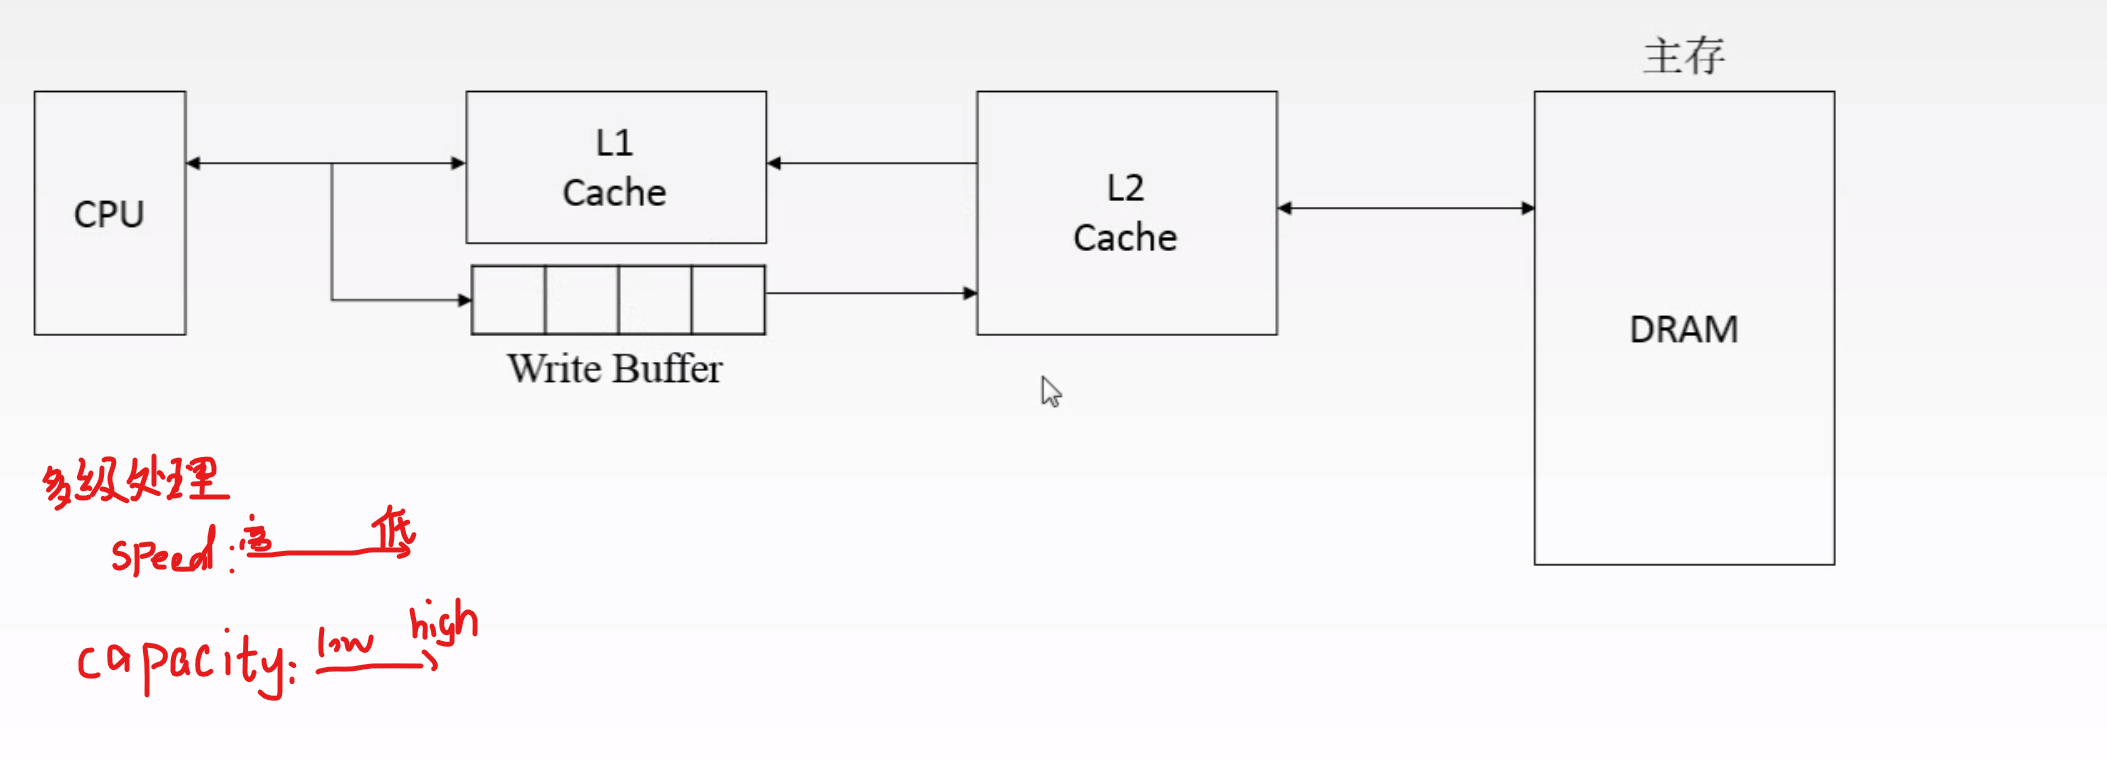 主存
CPU
L1
Cache
L2
Cache
DRAM
Write Buffer
多级处理
speed: 高 低
capacity: low high